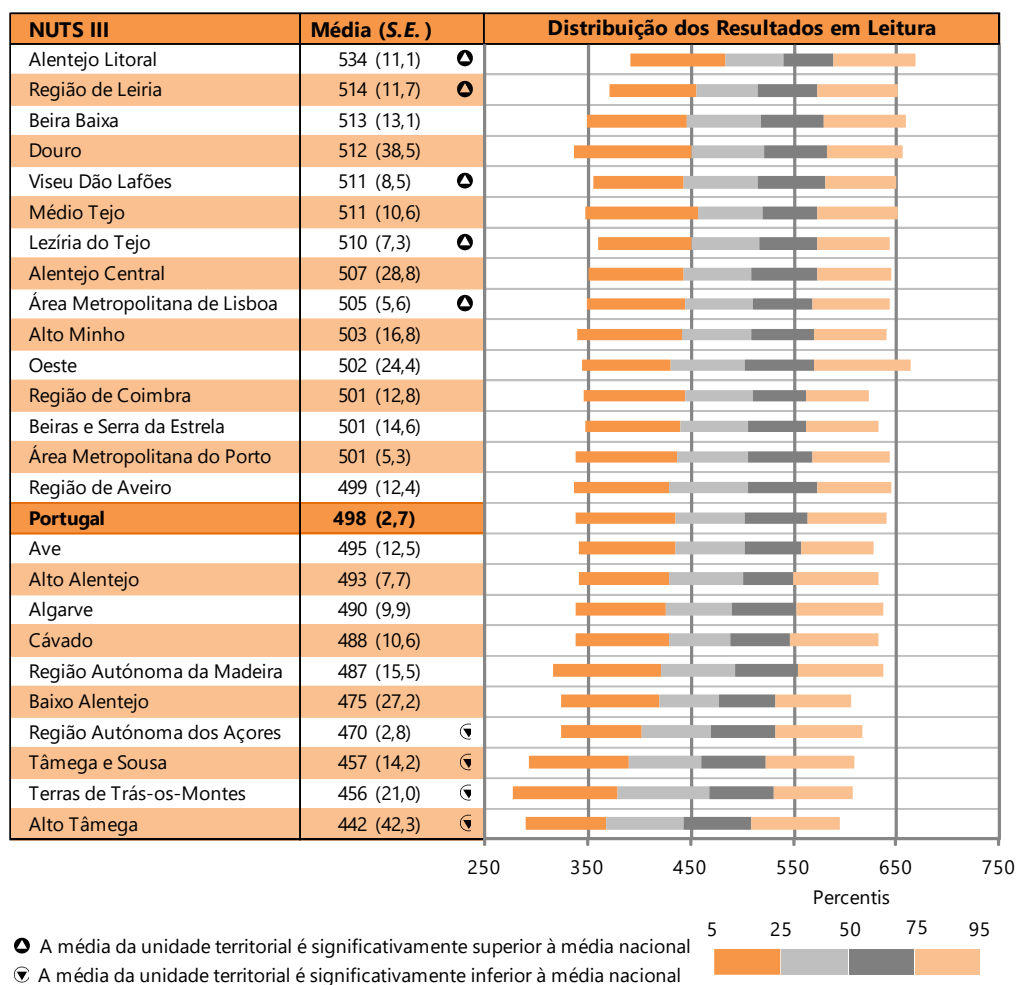 NUTS III Média (S.E.) Distribuição dos Resultados em Leitura
Alentejo Litoral 534 (11,1)
Região de Leiria 514 (11,7)
Beira Baixa 513 (13,1)
Douro 512 (38,5)
Viseu Dão Lafões 511 (8,5)
Médio Tejo 511 (10,6)
Lezíria do Tejo 510 (7,3)
Alentejo Central 507 (28,8)
Área Metropolitana de Lisboa 505 (5,6)
Alto Minho 503 (16,8)
Oeste 502 (24,4)
Região de Coimbra 501 (12,8)
Beiras e Serra da Estrela 501 (14,6)
Área Metropolitana do Porto 501 (5,3)
Região de Aveiro 499 (12,4)
Portugal 498 (2,7)
Ave 495 (12,5)
Alto Alentejo 493 (7,7)
Algarve 490 (9,9)
Cávado 488 (10,6)
Região Autónoma da Madeira 487 (15,5)
Baixo Alentejo 475 (27,2)
Região Autónoma dos Açores 470 (2,8)
Tâmega e Sousa 457 (14,2)
Terras de Trás-os-Montes 456 (21,0)
Alto Tâmega 442 (42,3)
250 350 450 550 650 750
Percentis
5 25 50 75 95
A média da unidade territorial é significativamente superior à média nacional
A média da unidade territorial é significativamente inferior à média nacional